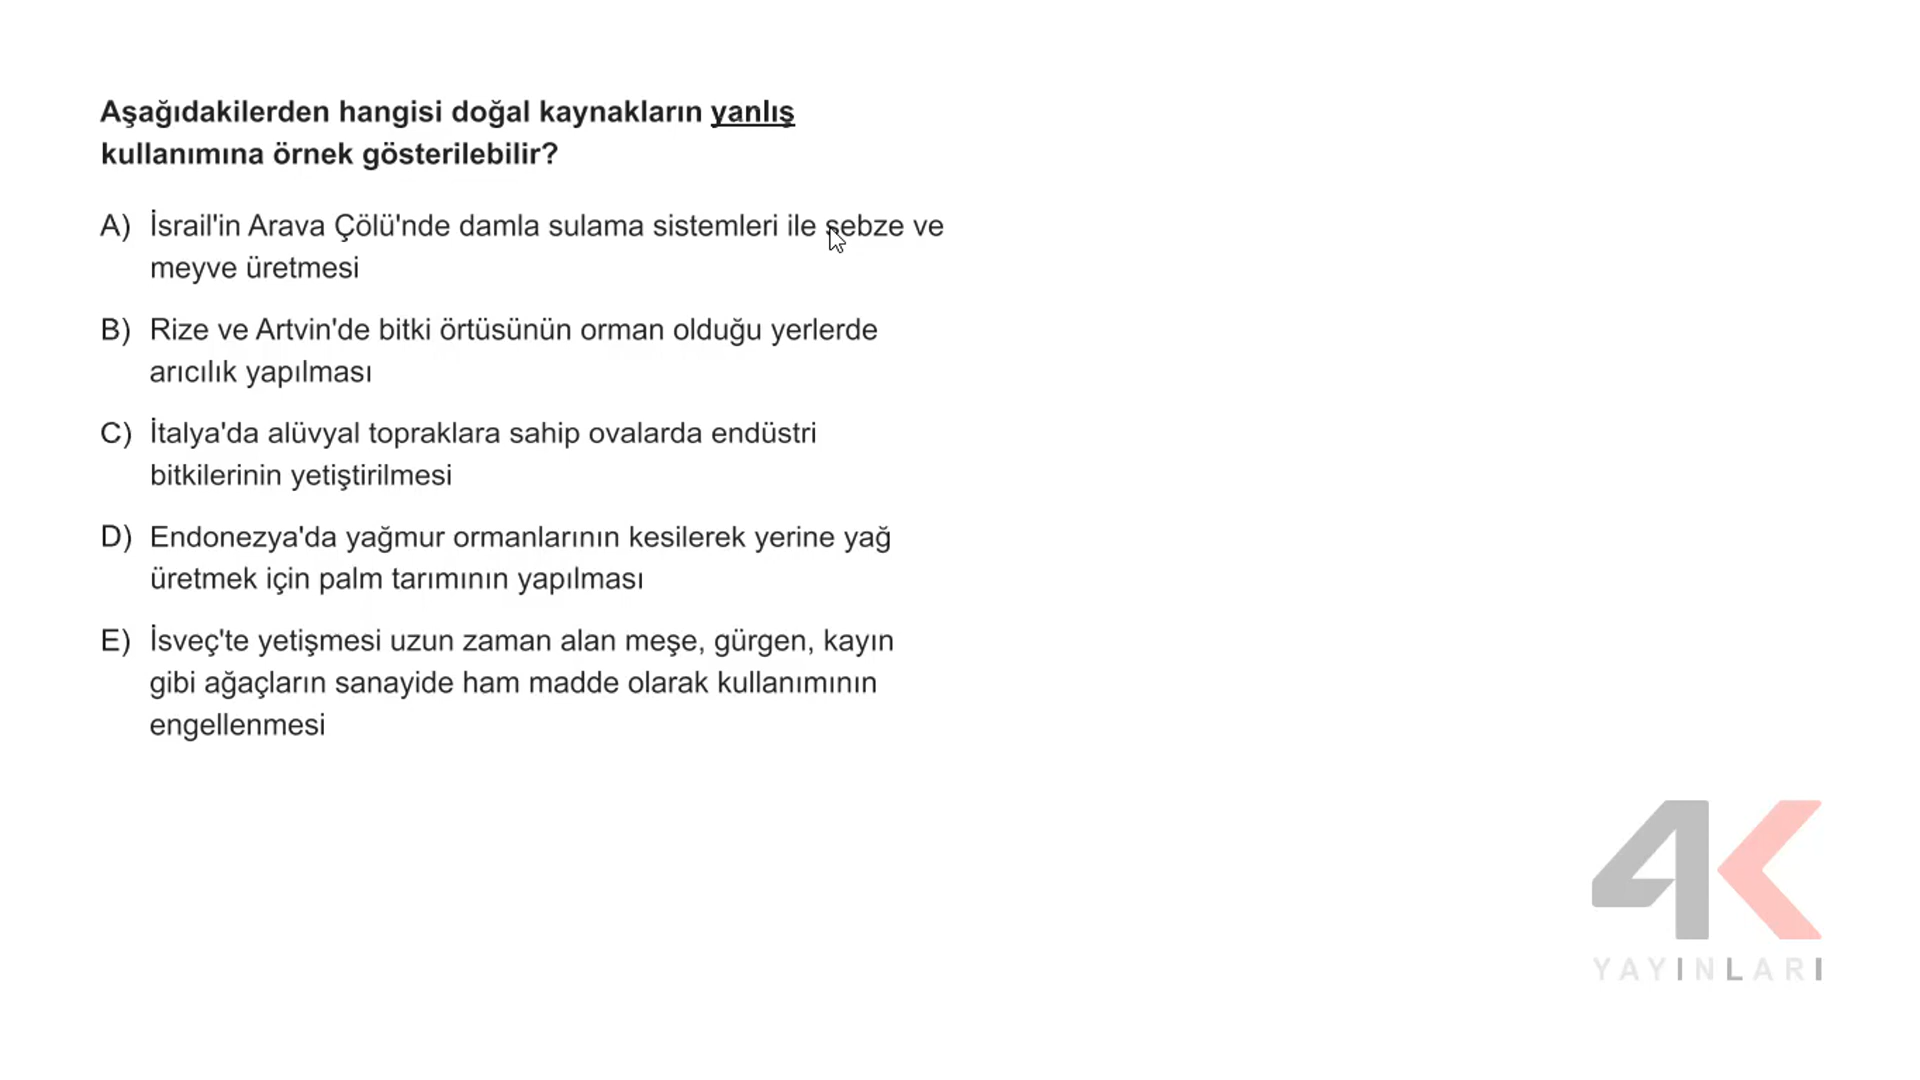 Aşağıdakilerden hangisi doğal kaynakların yanlış
kullanımına örnek gösterilebilir?
A) İsrail'in Arava Çölü'nde damla sulama sistemleri ile sebze ve
meyve üretmesi
B) Rize ve Artvin'de bitki örtüsünün orman olduğu yerlerde
arıcılık yapılması
C) İtalya'da alüvyal topraklara sahip ovalarda endüstri
bitkilerinin yetiştirilmesi
D) Endonezya'da yağmur ormanlarının kesilerek yerine yağ
üretmek için palm tarımının yapılması
E) İsveç'te yetişmesi uzun zaman alan meşe, gürgen, kayın
gibi ağaçların sanayide ham madde olarak kullanımının
engellenmesi
4K
YAYINLARI